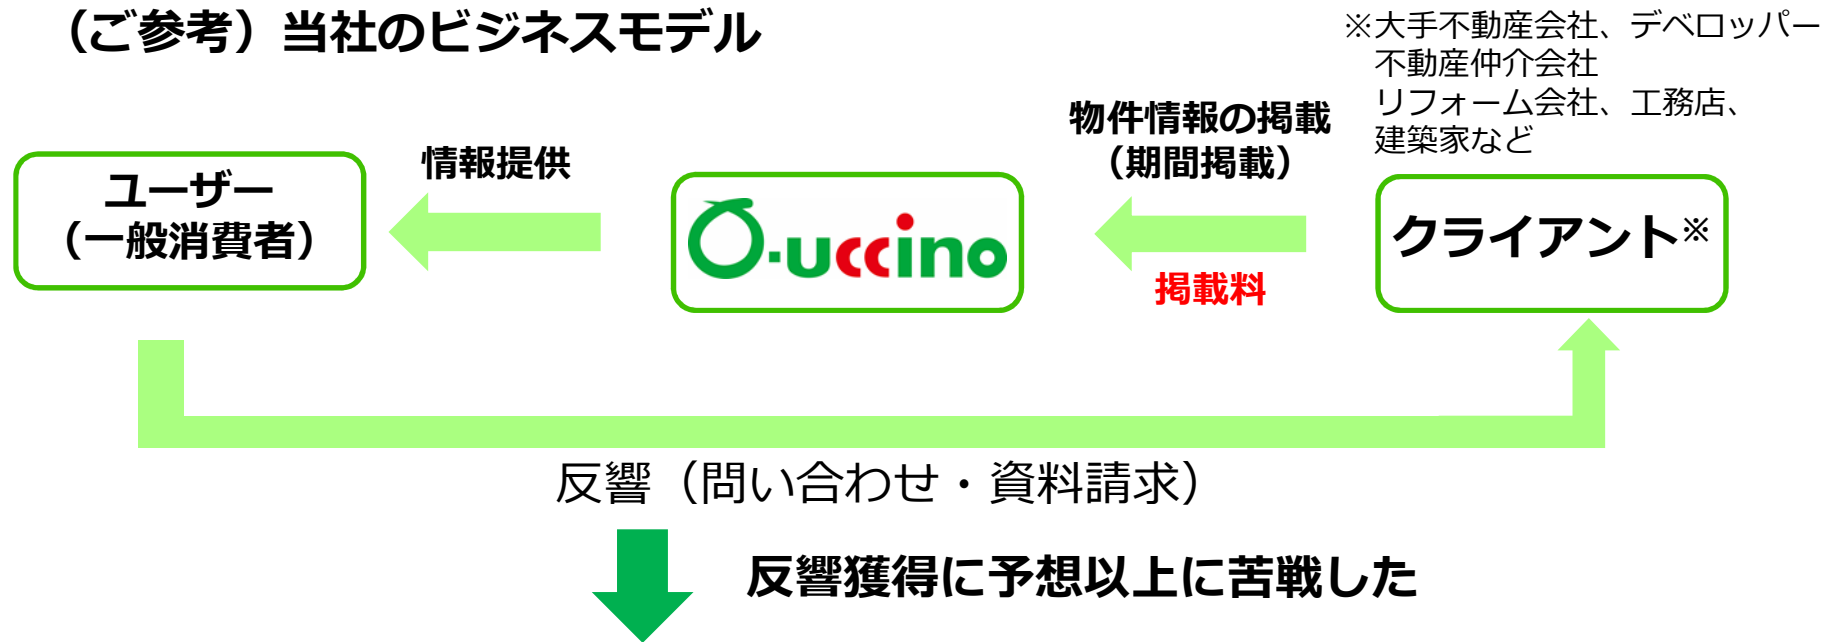 （ご参考）当社のビジネスモデル
※大手不動産会社、デベロッパー
不動産仲介会社
リフォーム会社、工務店、
建築家など
ユーザー
（一般消費者）
情報提供
O-uccino
物件情報の掲載
（期間掲載）
掲載料
クライアント※
反響（問い合わせ・資料請求）
反響獲得に予想以上に苦戦した